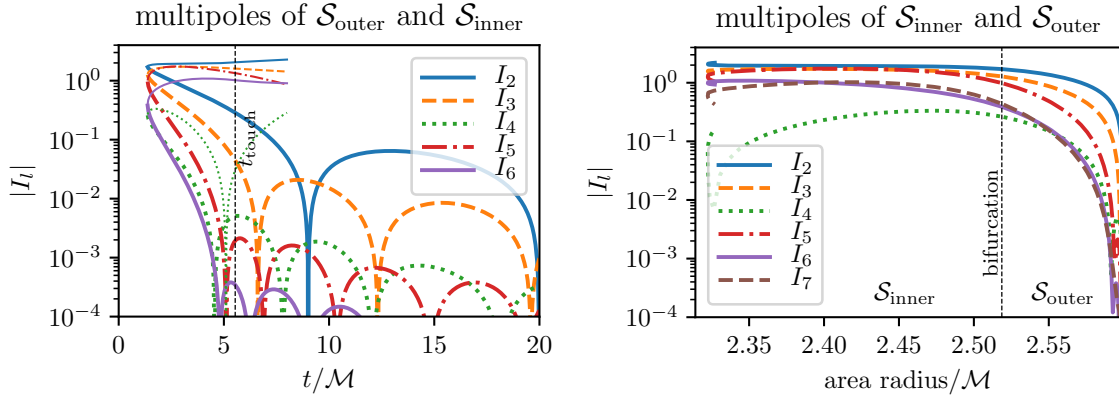 multipoles of 𝒮outer and 𝒮inner
|I_l|
10^0
10^−1
10^−2
10^−3
10^−4
I_2
I_3
I_4
I_5
I_6
t_touch
0
5
10
15
20
t/ℳ
multipoles of 𝒮inner and 𝒮outer
|I_l|
10^0
10^−1
10^−2
10^−3
10^−4
I_2
I_3
I_4
I_5
I_6
I_7
bifurcation
𝒮inner
𝒮outer
2.35
2.40
2.45
2.50
2.55
area radius/ℳ